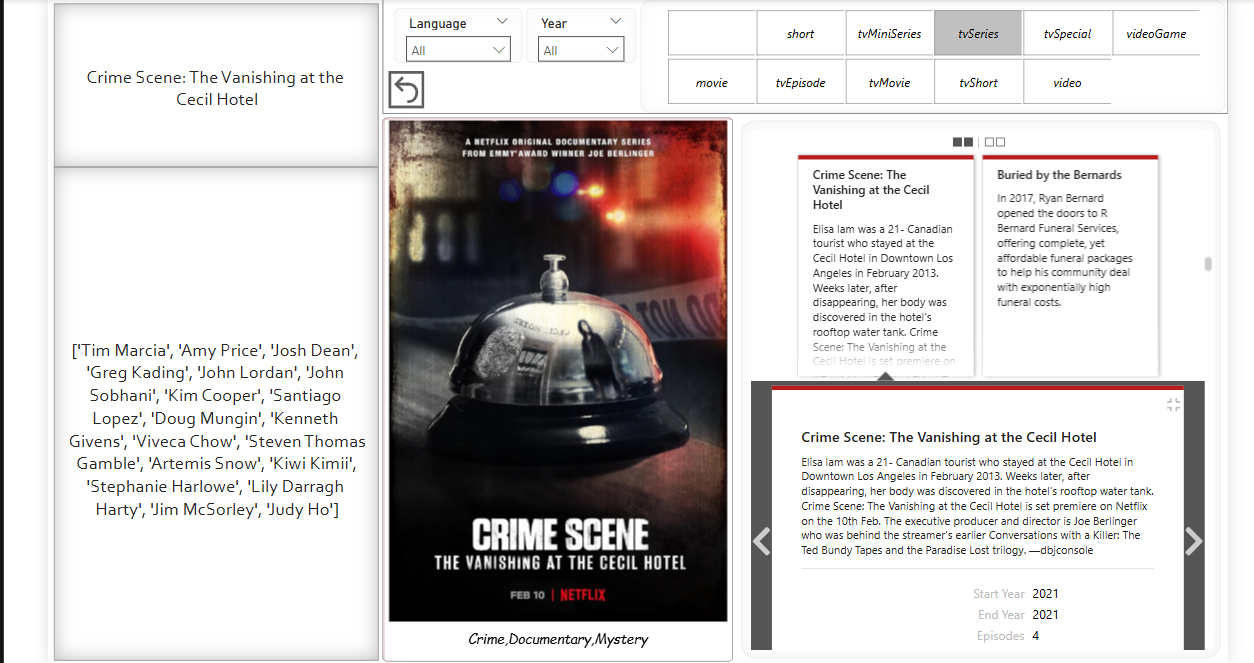 Crime Scene: The Vanishing at the
Cecil Hotel
['Tim Marcia', 'Amy Price', 'Josh Dean',
'Greg Kading', 'John Lordan', 'John
Sobhani', 'Kim Cooper', 'Santiago
Lopez', 'Doug Mungin', 'Kenneth
Givens', 'Viveca Chow', 'Steven Thomas
Gamble', 'Artemis Snow', 'Kiwi Kimii',
'Stephanie Harlowe', 'Lily Darragh
Harty', 'Jim McSorley', 'Judy Ho']
Language
All
Year
All
short
tvMiniSeries
tvSeries
tvSpecial
videoGame
movie
tvEpisode
tvMovie
tvShort
video
A NETFLIX ORIGINAL DOCUMENTARY SERIES
FROM EMMY® AWARD WINNER JOE BERLINGER
CRIME SCENE
THE VANISHING AT THE CECIL HOTEL
FEB 10 | NETFLIX
Crime,Documentary,Mystery
Crime Scene: The
Vanishing at the Cecil
Hotel
Elisa lam was a 21- Canadian
tourist who stayed at the
Cecil Hotel in Downtown Los
Angeles in February 2013.
Weeks later, after
disappearing, her body was
discovered in the hotel's
rooftop water tank. Crime
Scene: The Vanishing at the
Cecil Hotel is set premiere on
Buried by the Bernards
In 2017, Ryan Bernard
opened the doors to R
Bernard Funeral Services,
offering complete, yet
affordable funeral packages
to help his community deal
with exponentially high
funeral costs.
Crime Scene: The Vanishing at the Cecil Hotel
Elisa lam was a 21- Canadian tourist who stayed at the Cecil Hotel in
Downtown Los Angeles in February 2013. Weeks later, after
disappearing, her body was discovered in the hotel's rooftop water tank.
Crime Scene: The Vanishing at the Cecil Hotel is set premiere on Netflix
on the 10th Feb. The executive producer and director is Joe Berlinger
who was behind the streamer's earlier Conversations with a Killer: The
Ted Bundy Tapes and the Paradise Lost trilogy. —dbjconsole
Start Year 2021
End Year 2021
Episodes 4